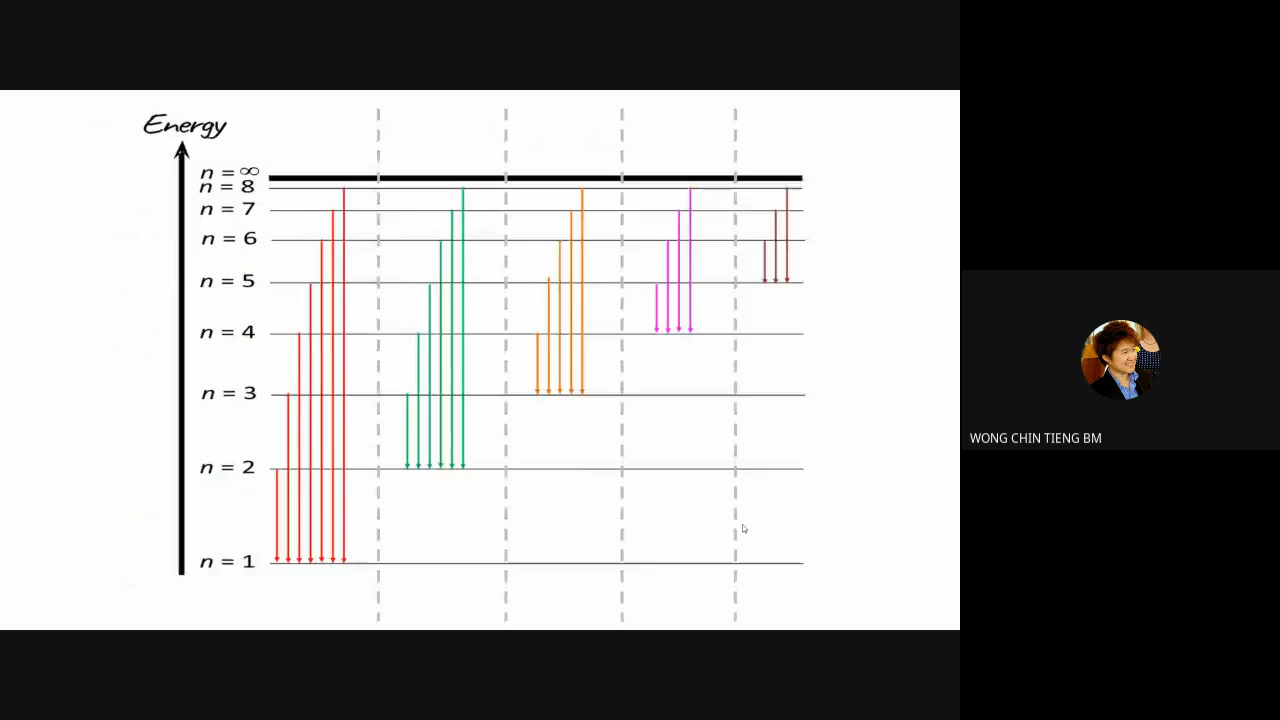 Energy
n = ∞
n = 8
n = 7
n = 6
n = 5
n = 4
n = 3
n = 2
n = 1
WONG CHIN TIENG BM